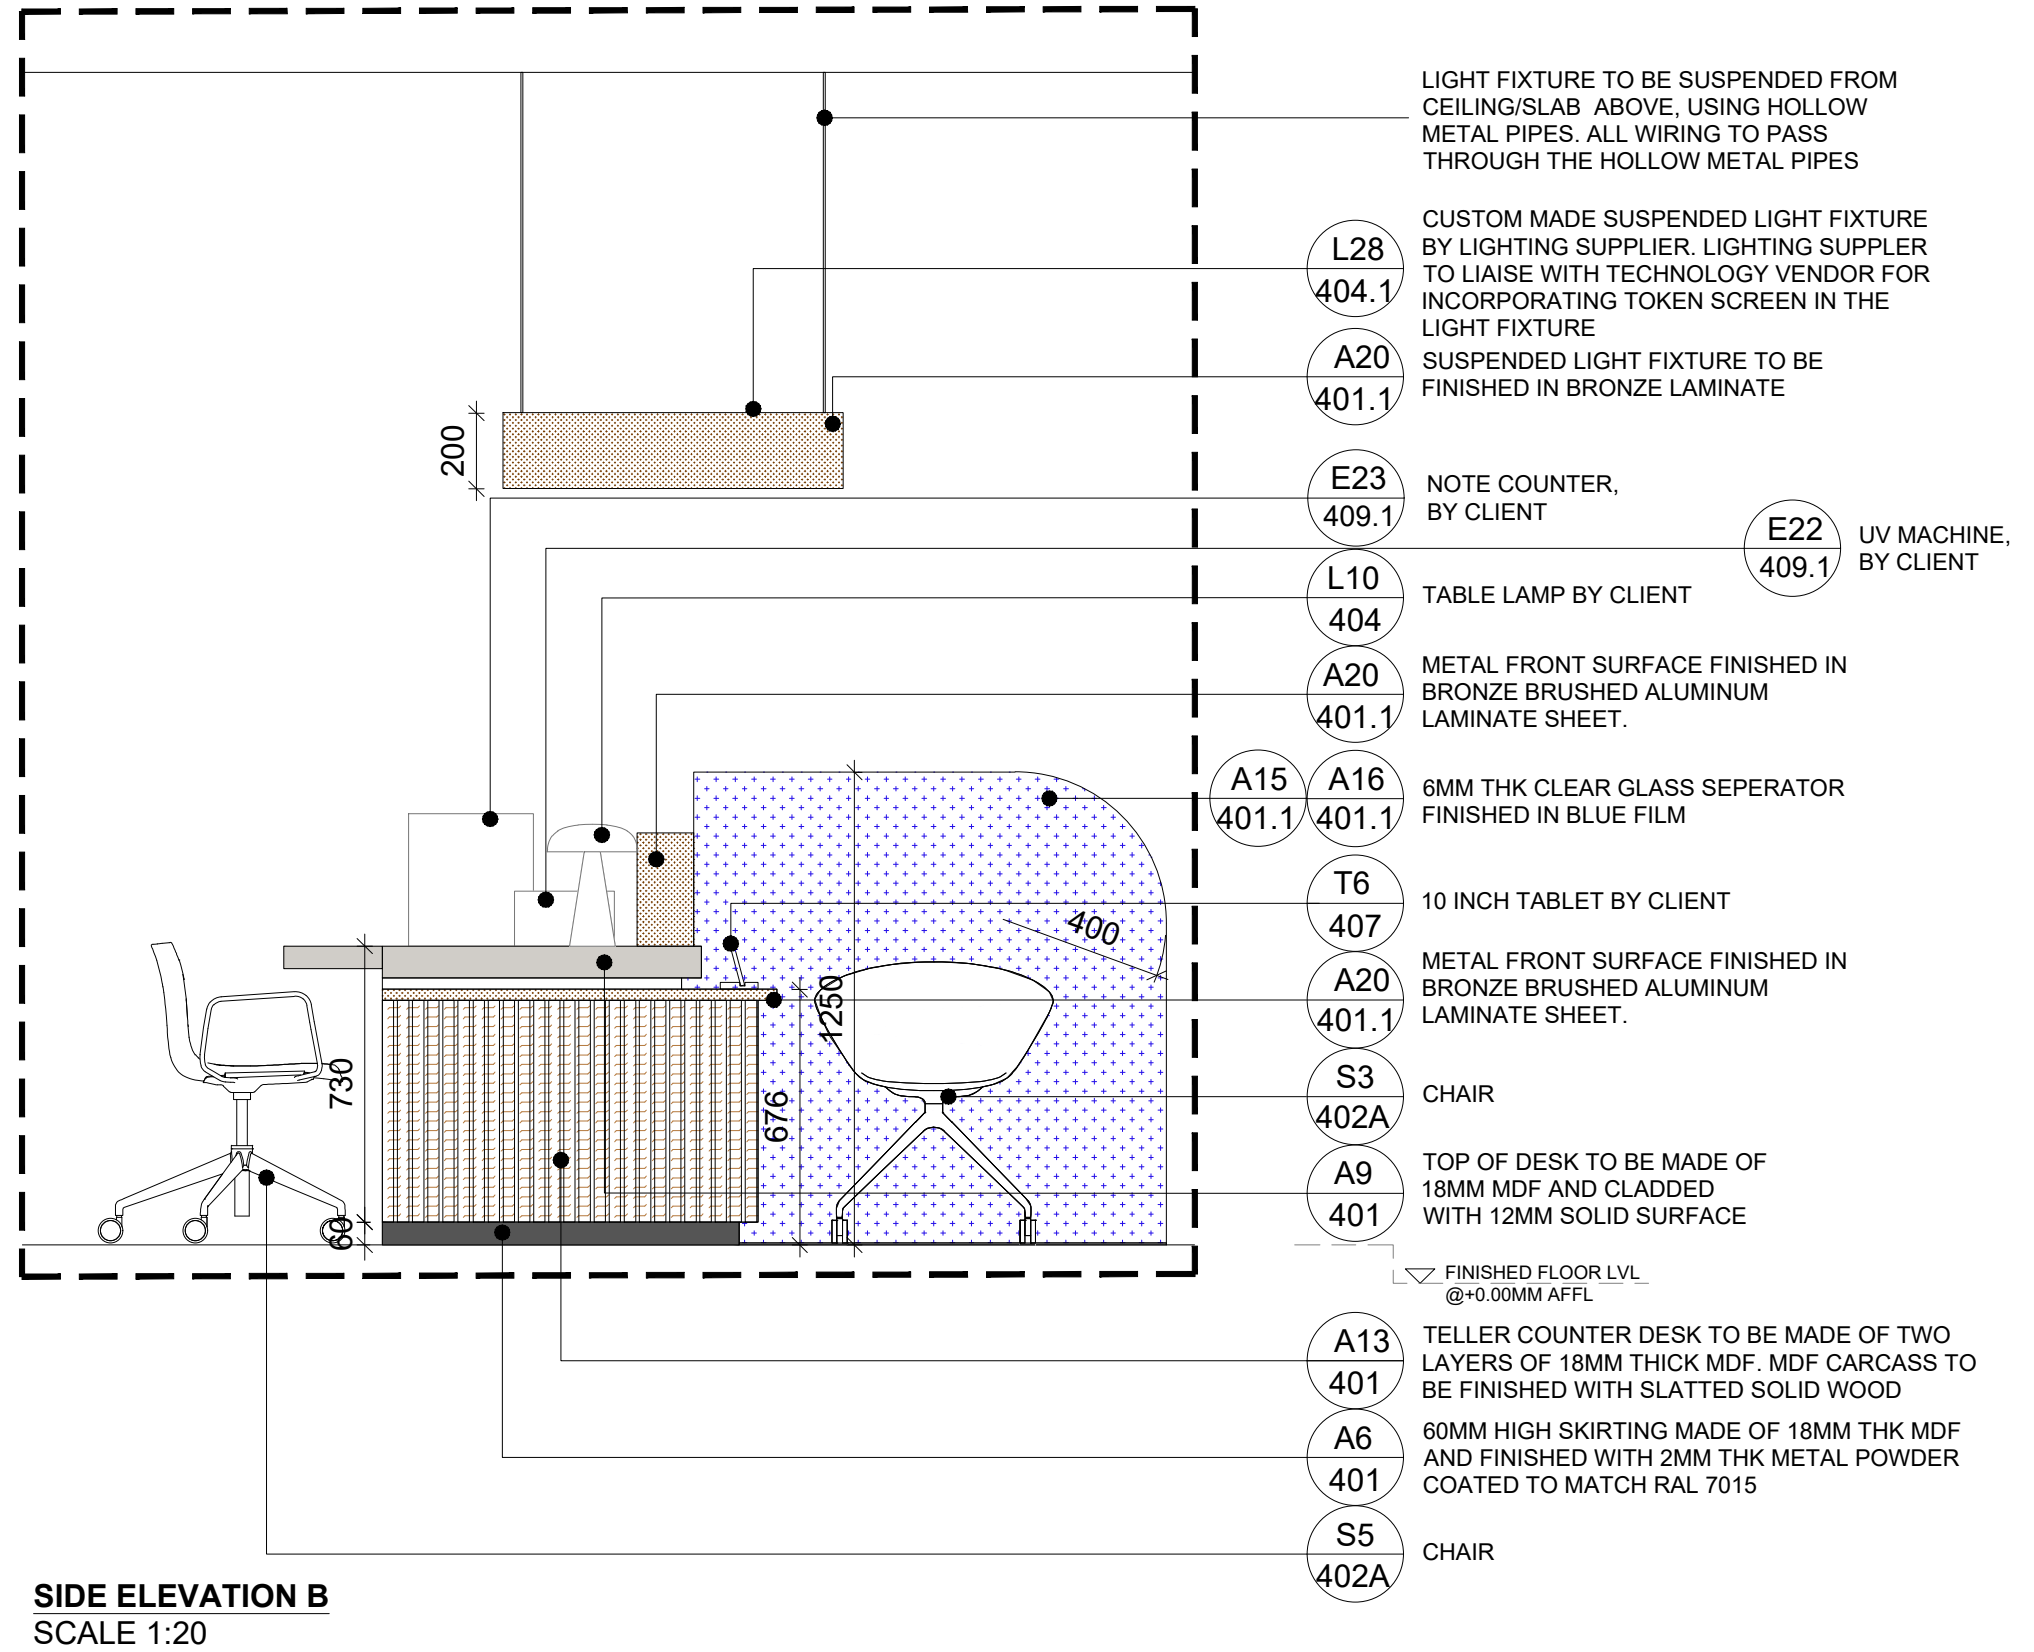 LIGHT FIXTURE TO BE SUSPENDED FROM
CEILING/SLAB ABOVE, USING HOLLOW
METAL PIPES. ALL WIRING TO PASS
THROUGH THE HOLLOW METAL PIPES
L28
404.1
CUSTOM MADE SUSPENDED LIGHT FIXTURE
BY LIGHTING SUPPLIER. LIGHTING SUPPLER
TO LIAISE WITH TECHNOLOGY VENDOR FOR
INCORPORATING TOKEN SCREEN IN THE
LIGHT FIXTURE
A20
401.1
SUSPENDED LIGHT FIXTURE TO BE
FINISHED IN BRONZE LAMINATE
200
E23
409.1
NOTE COUNTER,
BY CLIENT
E22
409.1
UV MACHINE,
BY CLIENT
L10
404
TABLE LAMP BY CLIENT
A20
401.1
METAL FRONT SURFACE FINISHED IN
BRONZE BRUSHED ALUMINUM
LAMINATE SHEET.
A15
401.1
A16
401.1
6MM THK CLEAR GLASS SEPERATOR
FINISHED IN BLUE FILM
T6
407
10 INCH TABLET BY CLIENT
400
A20
401.1
METAL FRONT SURFACE FINISHED IN
BRONZE BRUSHED ALUMINUM
LAMINATE SHEET.
1250
730
676
60
S3
402A
CHAIR
A9
401
TOP OF DESK TO BE MADE OF
18MM MDF AND CLADDED
WITH 12MM SOLID SURFACE
FINISHED FLOOR LVL
@+0.00MM AFFL
A13
401
TELLER COUNTER DESK TO BE MADE OF TWO
LAYERS OF 18MM THICK MDF. MDF CARCASS TO
BE FINISHED WITH SLATTED SOLID WOOD
A6
401
60MM HIGH SKIRTING MADE OF 18MM THK MDF
AND FINISHED WITH 2MM THK METAL POWDER
COATED TO MATCH RAL 7015
S5
402A
CHAIR
SIDE ELEVATION B
SCALE 1:20